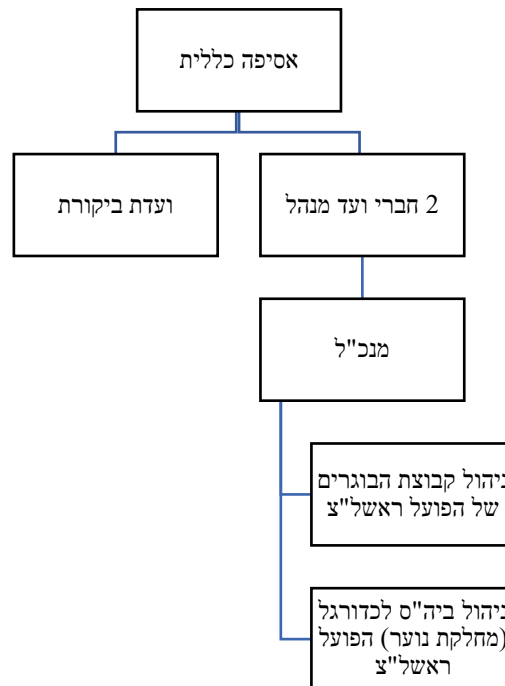 אסיפה כללית
ועדת ביקורת
2 חברי ועד מנהל
מנכ"ל
ניהול קבוצת הבוגרים
של הפועל ראשל"צ
ניהול ביה"ס לכדורגל
(מחלקת נוער) הפועל
ראשל"צ